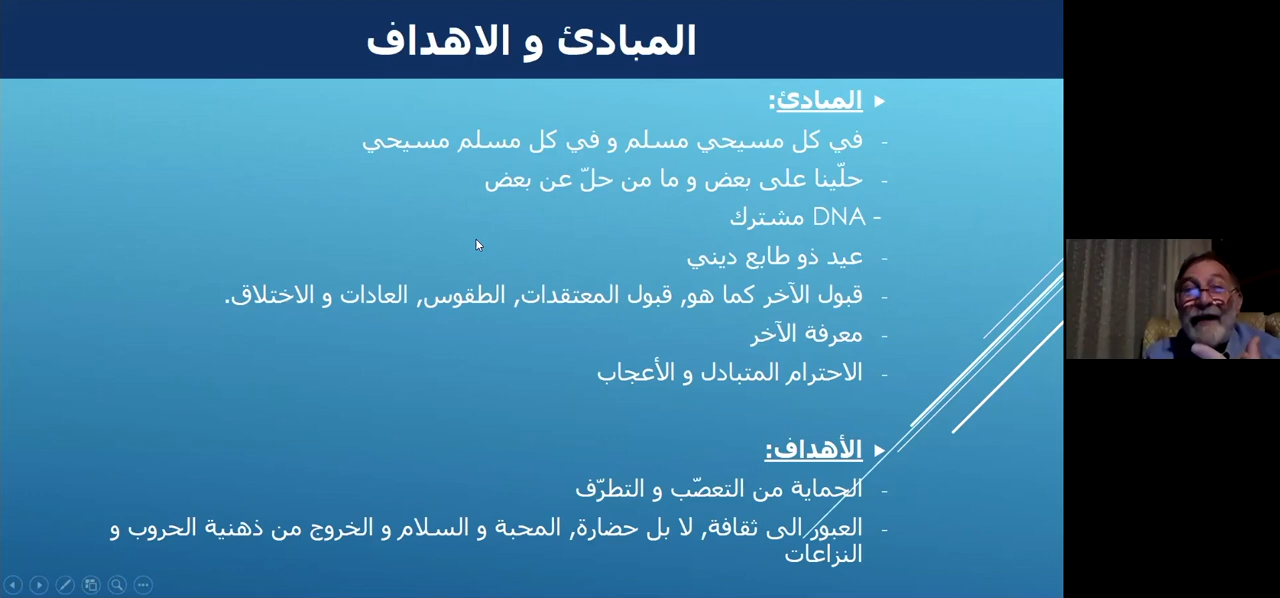 المبادئ و الاهداف
المبادئ:
- في كل مسيحي مسلم و في كل مسلم مسيحي
- حلّينا على بعض و ما من حلّ عن بعض
- DNA مشترك
- عيد ذو طابع ديني
- قبول الآخر كما هو, قبول المعتقدات, الطقوس, العادات و الاختلاق.
- معرفة الآخر
- الاحترام المتبادل و الأعجاب
الأهداف:
- الحماية من التعصّب و التطرّف
- العبور الى ثقافة, لا بل حضارة, المحبة و السلام و الخروج من ذهنية الحروب و
النزاعات